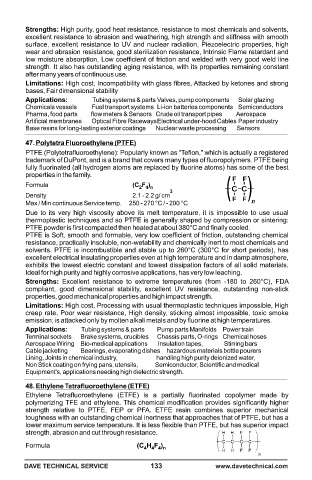 Strengths: High purity, good heat resistance, resistance to most chemicals and solvents,
excellent resistance to abrasion and weathering, high strength and stiffness with smooth
surface, excellent resistance to UV and nuclear radiation, Piezoelectric properties, high
wear and abrasion resistance, good sterilization resistance, Intrinsic Flame retardant and
low moisture absorption, Low coefficient of friction and welded with very good weld line
strength. It also has outstanding aging resistance, with its properties remaining constant
after many years of continuous use.
Limitations: High cost, Incompatibility with glass fibres, Attacked by ketones and strong
bases, Fair dimensional stability
Applications: Tubing systems & parts Valves, pump components Solar glazing
Chemicals vessels Fuel transport systems Li-ion batteries components Sumiconductors
Pharma, food parts flow meters & Sensors Crude oil transport pipes Aerospace
Artificial membranes Optical Fibre Raceways Electrical under-hood Cables Paper industry
Base resins for long-lasting exterior coatings Nuclear waste processing Sensors
47. Polytetra Fluoroethylene (PTFE)
PTFE (Polytetrafluoroethylene): Popularly known as "Teflon," which is actually a registered
trademark of DuPont, and is a brand that covers many types of fluoropolymers. PTFE being
fully fluorinated (all hydrogen atoms are replaced by fluorine atoms) has some of the best
properties in the family.
Formula (C2F4)n
Density 2.1 - 2.2 g/cm3
Max / Min continuous Service temp. 250 -270 °C / - 200 °C
F F
C C
F F n
Due to its very high viscosity above its melt temperature, it is impossible to use usual
thermoplastic techniques and so PTFE is generally shaped by compression or sintering;
PTFE powder is first compacted then heated at about 380°C and finally cooled.
PTFE is Soft, smooth and formable, very low coefficient of friction, outstanding chemical
resistance, practically insoluble, non-wetability and chemically inert to most chemicals and
solvents. PTFE is incombustible and stable up to 260°C (300°C for short periods), has
excellent electrical insulating properties even at high temperature and in damp atmosphere,
exhibits the lowest electric constant and lowest dissipation factors of all solid materials.
Ideal for high purity and highly corrosive applications, has very low leaching.
Strengths: Excellent resistance to extreme temperatures (from -180 to 260°C), FDA
compliant, good dimensional stability, excellent UV resistance, outstanding non-stick
properties, good mechanical properties and high impact strength.
Limitations: High cost, Processing with usual thermoplastic techniques impossible, High
creep rate, Poor wear resistance, High density, sicking almost impossible, toxic smoke
emission; is attacked only by molten alkali metals and by fluorine at high temperatures.
Applications: Tubing systems & parts Pump parts Manifolds Power train
Terminal sockets Brake systems, crucibles Chassis parts, O-rings Chemical hoses
Aerospace Wiring Bio-medical applications Insulation tapes, Stirring bars
Cable jacketing Bearings, evaporating dishes hazardous materials bottle pourers
Lining, Joints in chemical industry, handling high purity deionized water,
Non Stick coating on frying pans, utensils, Semiconductor, Scientific and medical
Equipment's, applications needing high dielectric strength.
48. Ethylene Tetrafluoroethylene (ETFE)
Ethylene Tetrafluoroethylene (ETFE) is a partially fluorinated copolymer made by
polymerizing TFE and ethylene. This chemical modification provides significantly higher
strength relative to PTFE, FEP or PFA. ETFE resin combines superior mechanical
toughness with an outstanding chemical inertness that approaches that of PTFE, but has a
lower maximum service temperature. It is less flexible than PTFE, but has superior impact
strength, abrasion and cut through resistance.
Formula (C4H4F4)n
H H F F
C C C C
H H F F
n
DAVE TECHNICAL SERVICE 133 www.davetechnical.com